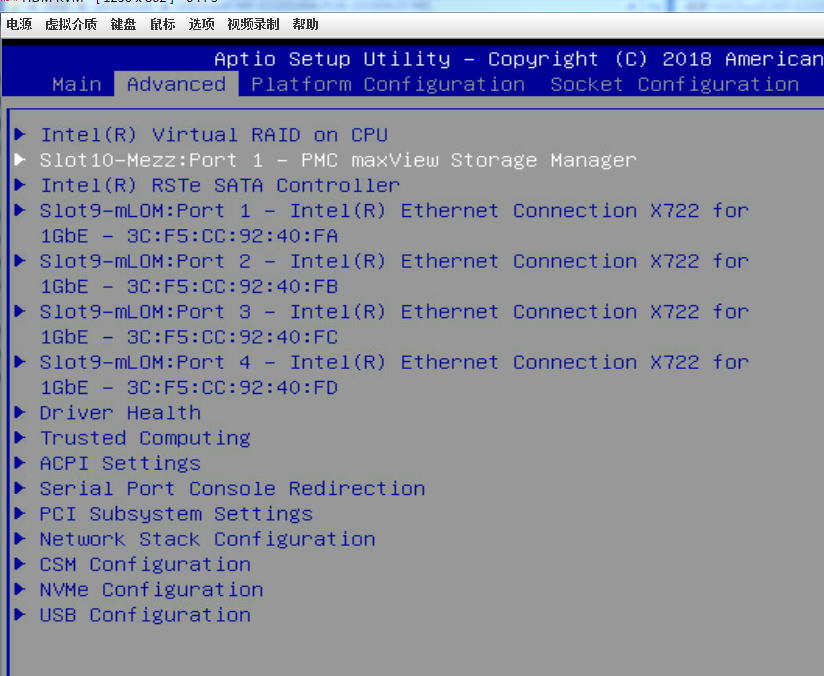 电源 虚拟介质 键盘 鼠标 选项 视频录制 帮助
Aptio Setup Utility - Copyright (C) 2018 American
Main Advanced Platform Configuration Socket Configuration
Intel(R) Virtual RAID on CPU
Slot10-Mezz:Port 1 - PMC maxView Storage Manager
Intel(R) RSTe SATA Controller
Slot9-mLOM:Port 1 - Intel(R) Ethernet Connection X722 for
1GbE - 3C:F5:CC:92:40:FA
Slot9-mLOM:Port 2 - Intel(R) Ethernet Connection X722 for
1GbE - 3C:F5:CC:92:40:FB
Slot9-mLOM:Port 3 - Intel(R) Ethernet Connection X722 for
1GbE - 3C:F5:CC:92:40:FC
Slot9-mLOM:Port 4 - Intel(R) Ethernet Connection X722 for
1GbE - 3C:F5:CC:92:40:FD
Driver Health
Trusted Computing
ACPI Settings
Serial Port Console Redirection
PCI Subsystem Settings
Network Stack Configuration
CSM Configuration
NVMe Configuration
USB Configuration